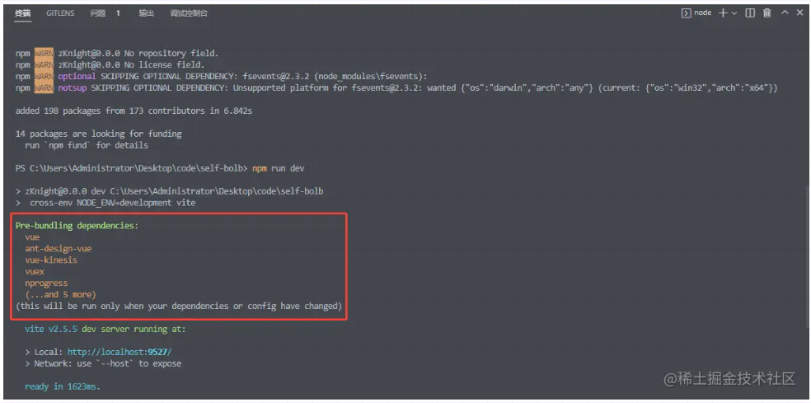 终端 GITLENS 问题 1 输出 调试控制台 node
npm WARN zKnight@0.0.0 No repository field.
npm WARN zKnight@0.0.0 No license field.
npm WARN optional SKIPPING OPTIONAL DEPENDENCY: fsevents@2.3.2 (node_modules\fsevents):
npm WARN notsup SKIPPING OPTIONAL DEPENDENCY: Unsupported platform for fsevents@2.3.2: wanted {"os":"darwin","arch":"any"} (current: {"os":"win32","arch":"x64"})
added 198 packages from 173 contributors in 6.842s
14 packages are looking for funding
run `npm fund` for details
PS C:\Users\Administrator\Desktop\code\self-bolb> npm run dev
> zKnight@0.0.0 dev C:\Users\Administrator\Desktop\code\self-bolb
> cross-env NODE_ENV=development vite
Pre-bundling dependencies:
vue
ant-design-vue
vue-kinesis
vuex
nprogress
(...and 5 more)
(this will be run only when your dependencies or config have changed)
vite v2.5.5 dev server running at:
> Local: http://localhost:9527/
> Network: use `--host` to expose
ready in 1623ms.
@稀土掘金技术社区